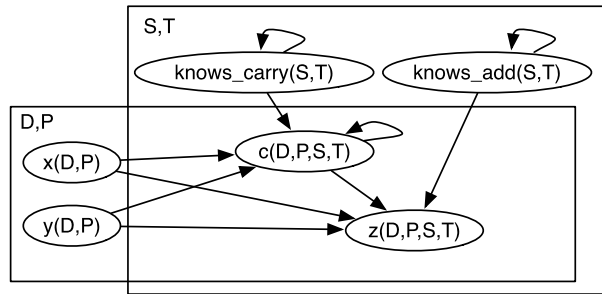 S,T
knows_carry(S,T)
knows_add(S,T)
D,P
x(D,P)
c(D,P,S,T)
y(D,P)
z(D,P,S,T)